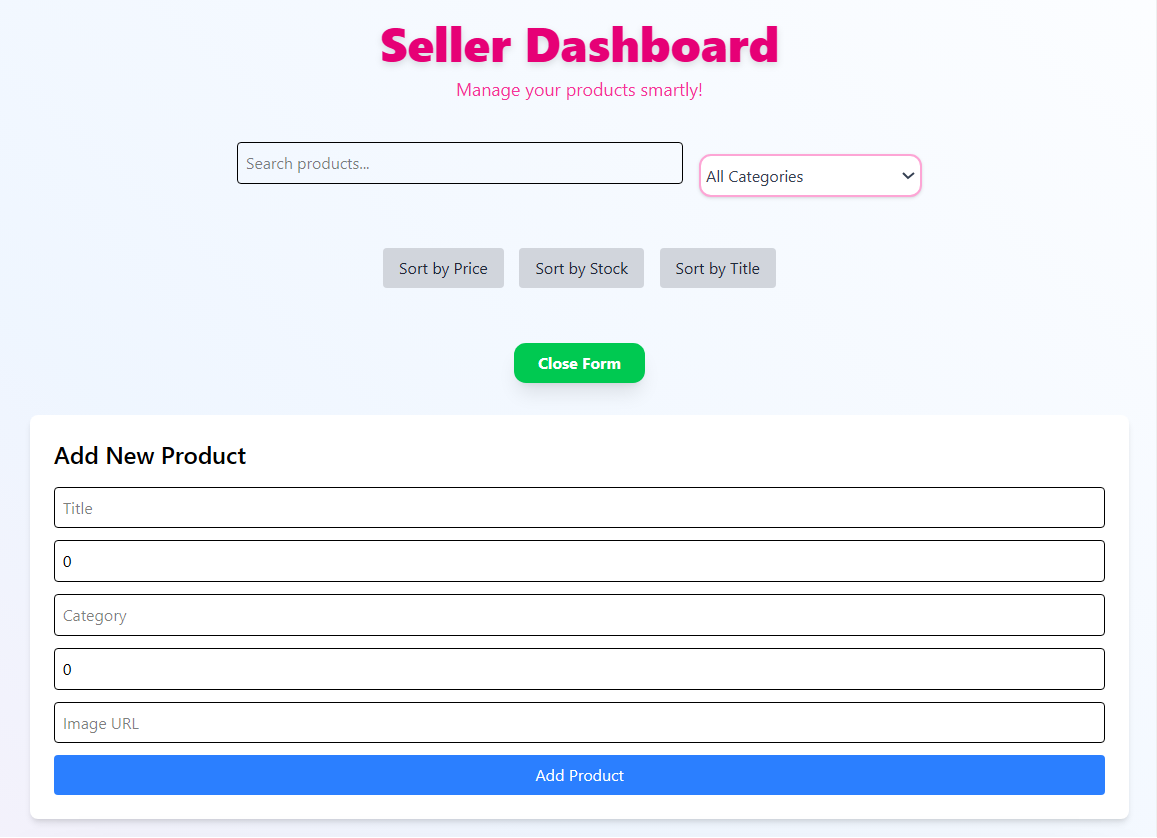 Seller Dashboard
Manage your products smartly!
Search products...
All Categories
Sort by Price Sort by Stock Sort by Title
Close Form
Add New Product
Title
0
Category
0
Image URL
Add Product